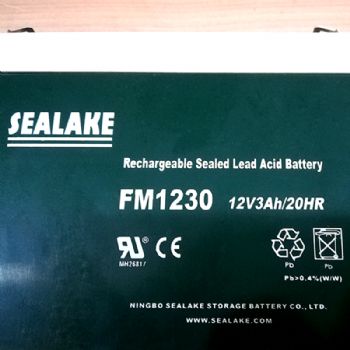 SEALAKE
Rechargeable Sealed Lead Acid Battery
FM1230 12V3Ah/20HR
MH26817
Pb Pb
Pb>0.4%(W/W)
NINGBO SEALAKE STORAGE BATTERY CO., LTD.
WWW.SEALAKE.COM